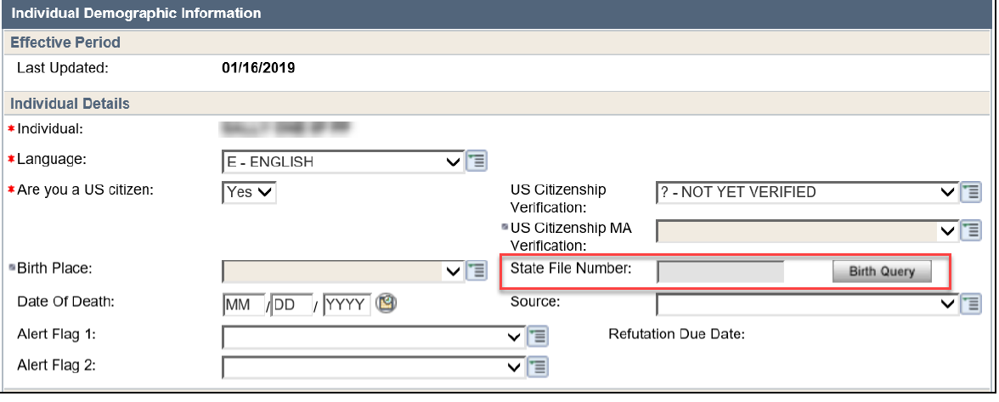 Individual Demographic Information
Effective Period
Last Updated: 01/16/2019
Individual Details
*Individual:
*Language: E - ENGLISH
*Are you a US citizen: Yes US Citizenship Verification: ? - NOT YET VERIFIED
US Citizenship MA Verification:
Birth Place: State File Number: Birth Query
Date Of Death: MM / DD / YYYY Source:
Alert Flag 1: Refutation Due Date:
Alert Flag 2: